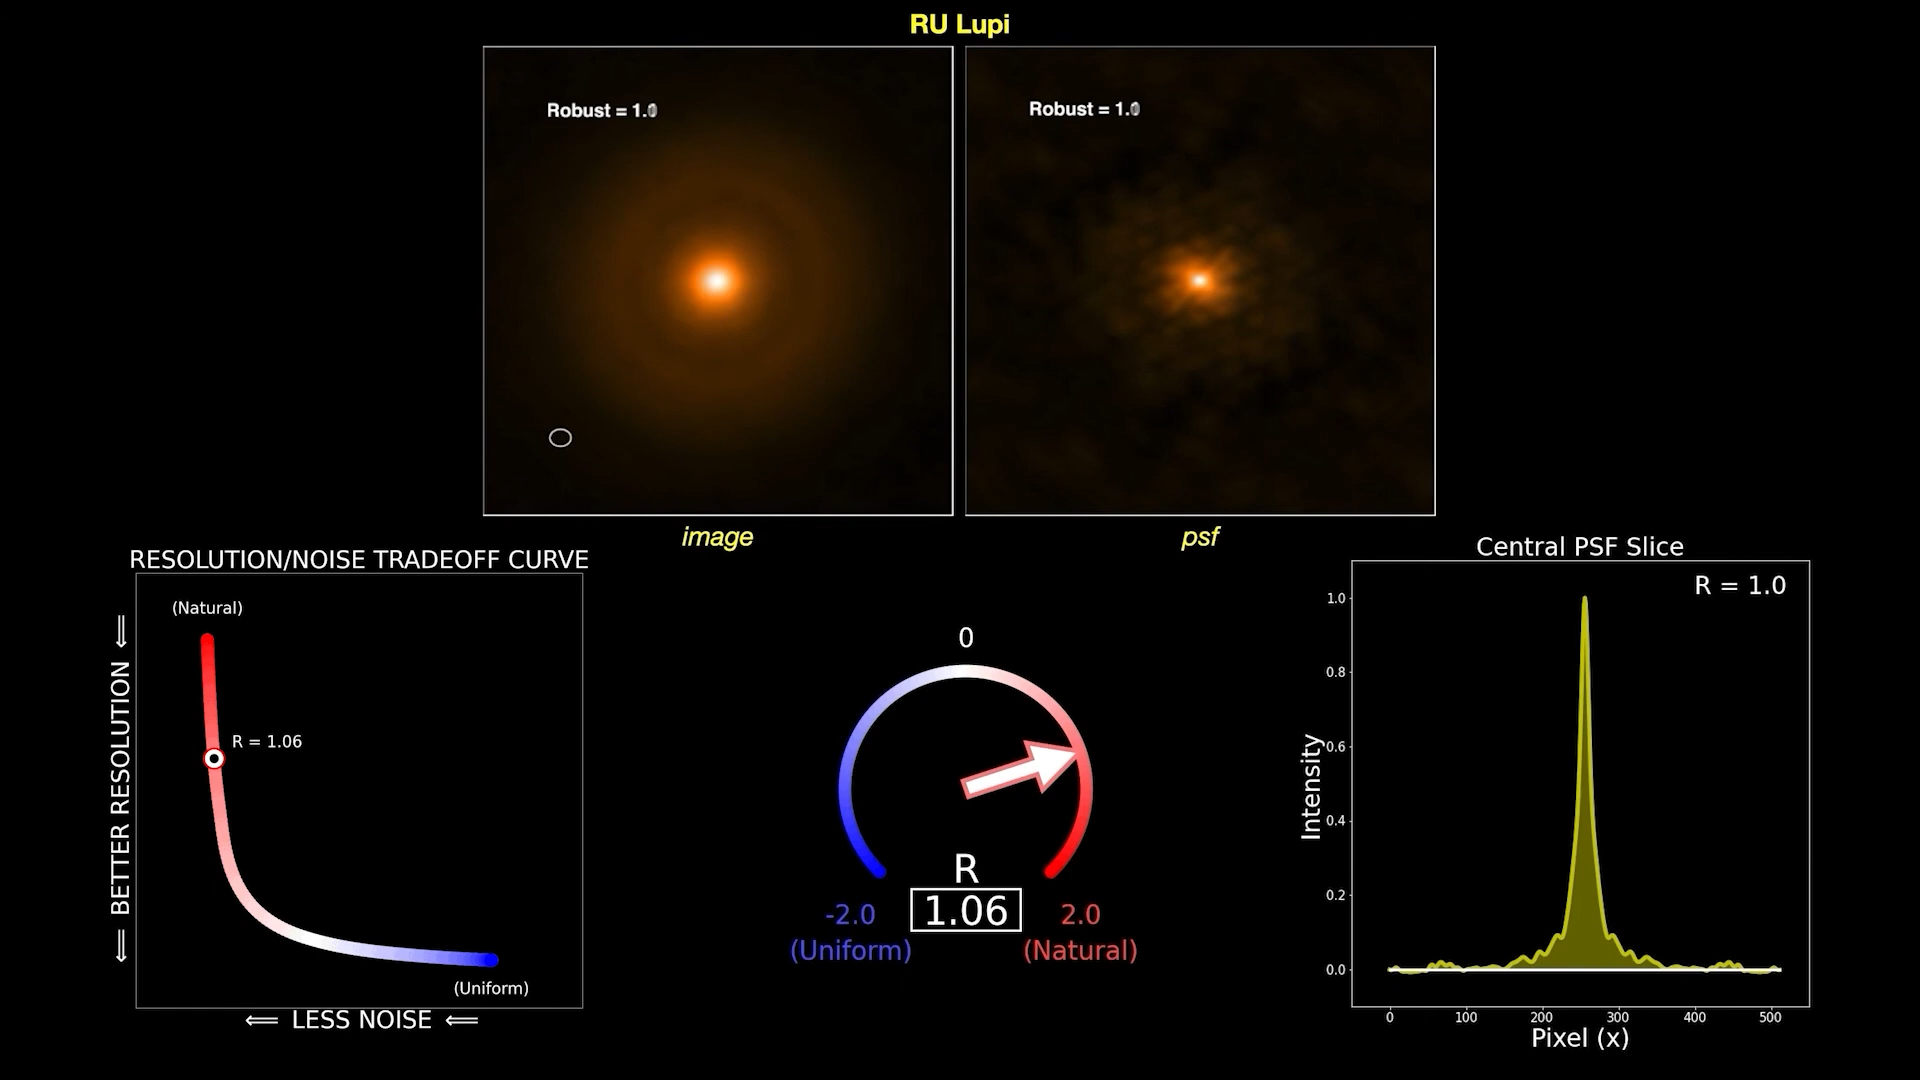 RU Lupi
Robust = 1.0
Robust = 1.0
image
psf
RESOLUTION/NOISE TRADEOFF CURVE
(Natural)
R = 1.06
(Uniform)
⇐ BETTER RESOLUTION ⇐
⇐ LESS NOISE ⇐
0
R
1.06
-2.0
(Uniform)
2.0
(Natural)
Central PSF Slice
R = 1.0
Intensity
1.0
0.8
0.6
0.4
0.2
0.0
0 100 200 300 400 500
Pixel (x)